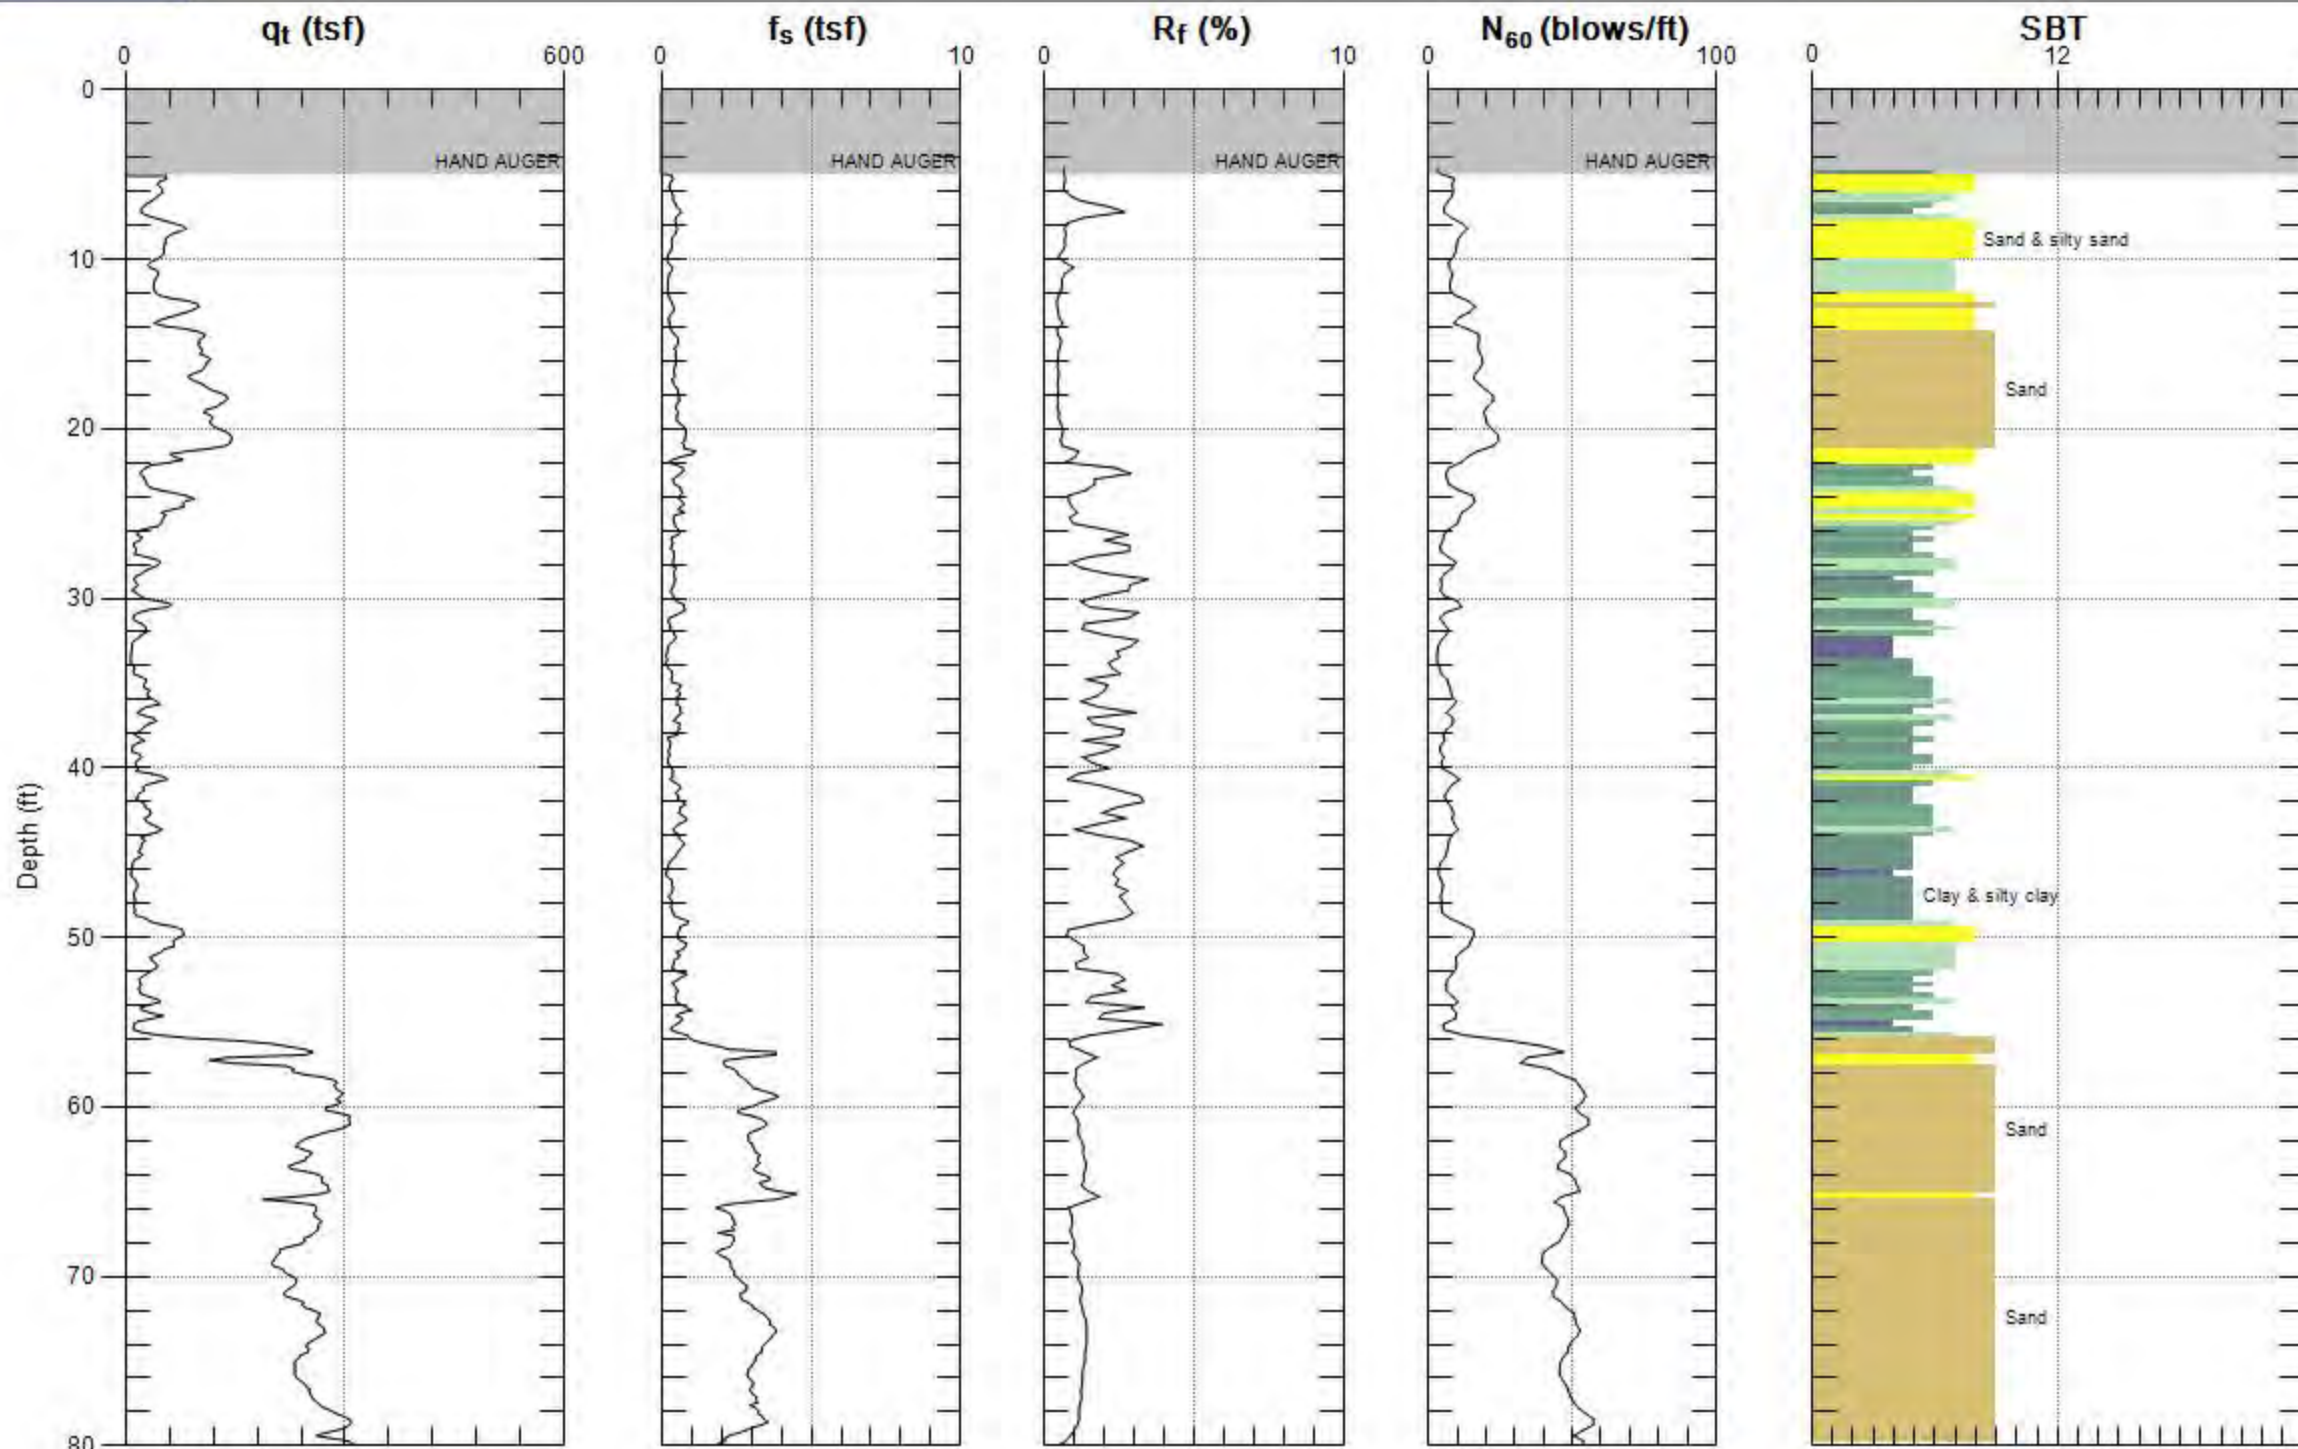 qt (tsf)
fs (tsf)
Rf (%)
N60 (blows/ft)
SBT
0 600
0 10
0 10
0 100
0 12
0
HAND AUGER
HAND AUGER
HAND AUGER
HAND AUGER
Sand & silty sand
10
Sand
20
30
40
Depth (ft)
Clay & silty clay
50
60
Sand
70
Sand
80